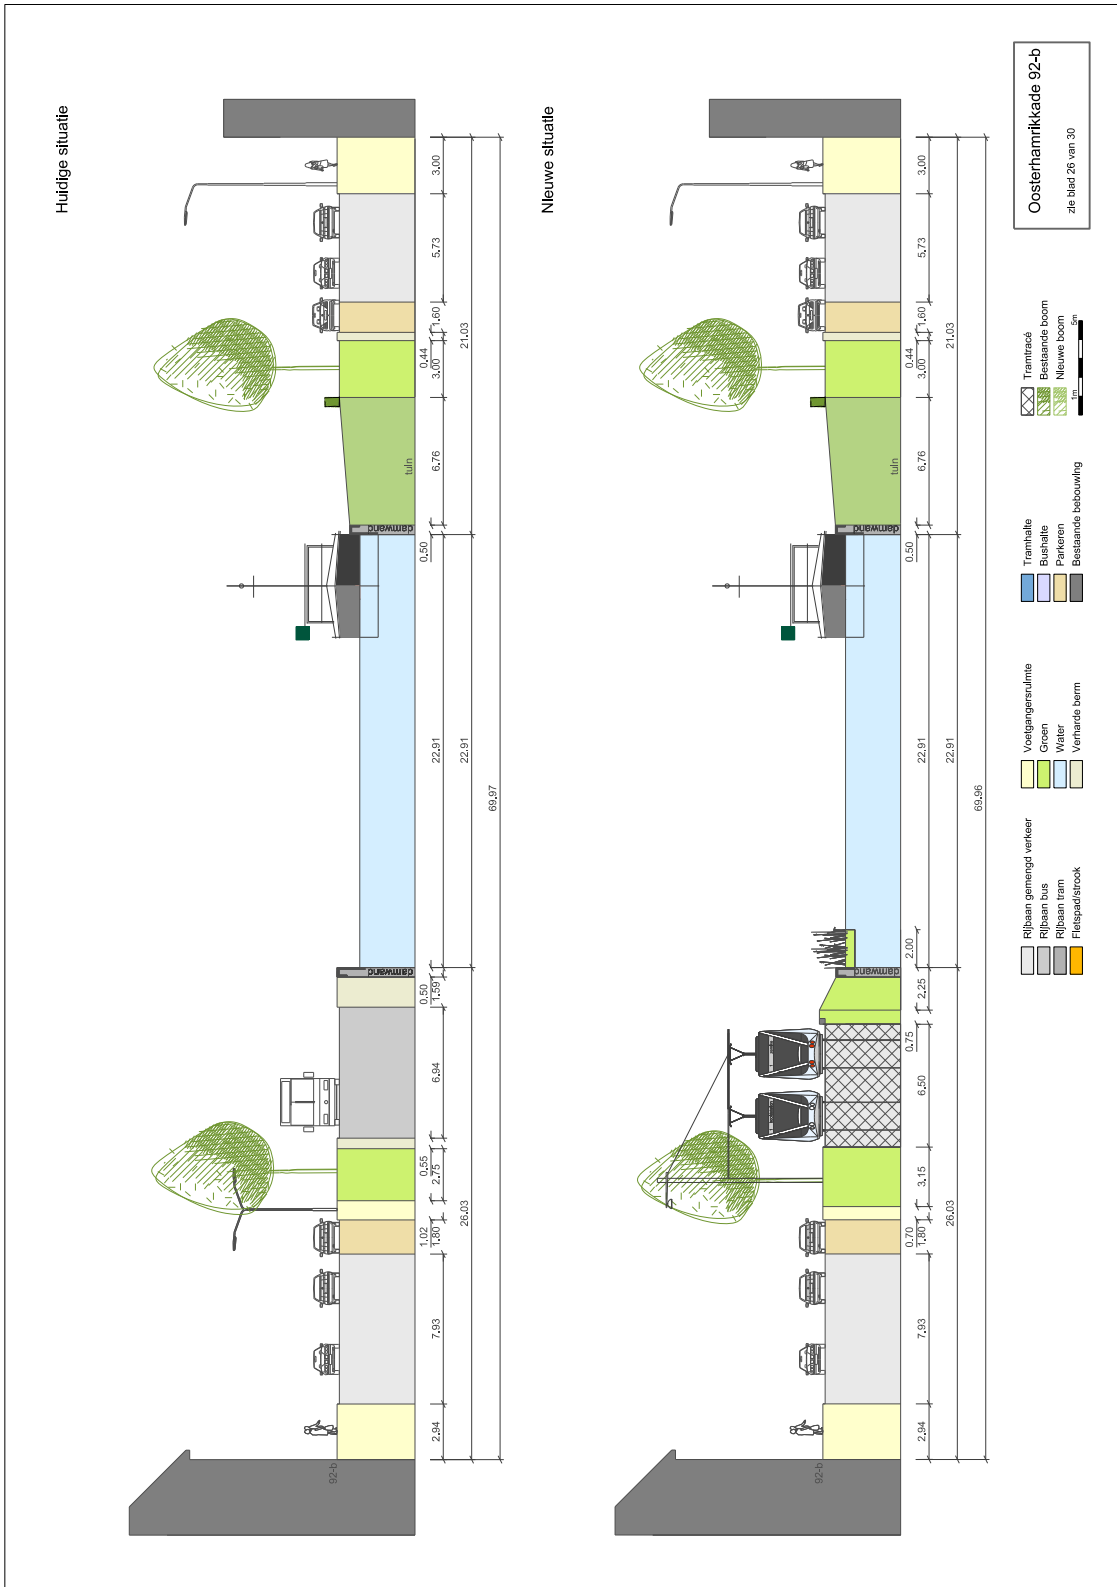 Huidige situatie
92-b
damwand
damwand
tuin
2.94
7.93
1.80
1.02
2.75
0.55
6.94
1.59
0.50
22.91
0.50
6.76
3.00
0.44
1.60
5.73
3.00
26.03
22.91
21.03
69.97
Nieuwe situatie
92-b
damwand
damwand
tuin
2.94
7.93
1.80
0.70
3.15
6.50
0.75
2.25
2.00
22.91
0.50
6.76
3.00
0.44
1.60
5.73
3.00
26.03
22.91
21.03
69.96
Rijbaan gemengd verkeer
Rijbaan bus
Rijbaan tram
Fietspad/strook
Voetgangersruimte
Groen
Water
Verharde berm
Tramhalte
Bushalte
Parkeren
Bestaande bebouwing
Tramtracé
Bestaande boom
Nieuwe boom
1m
5m
Oosterhamrikkade 92-b
zie blad 26 van 30